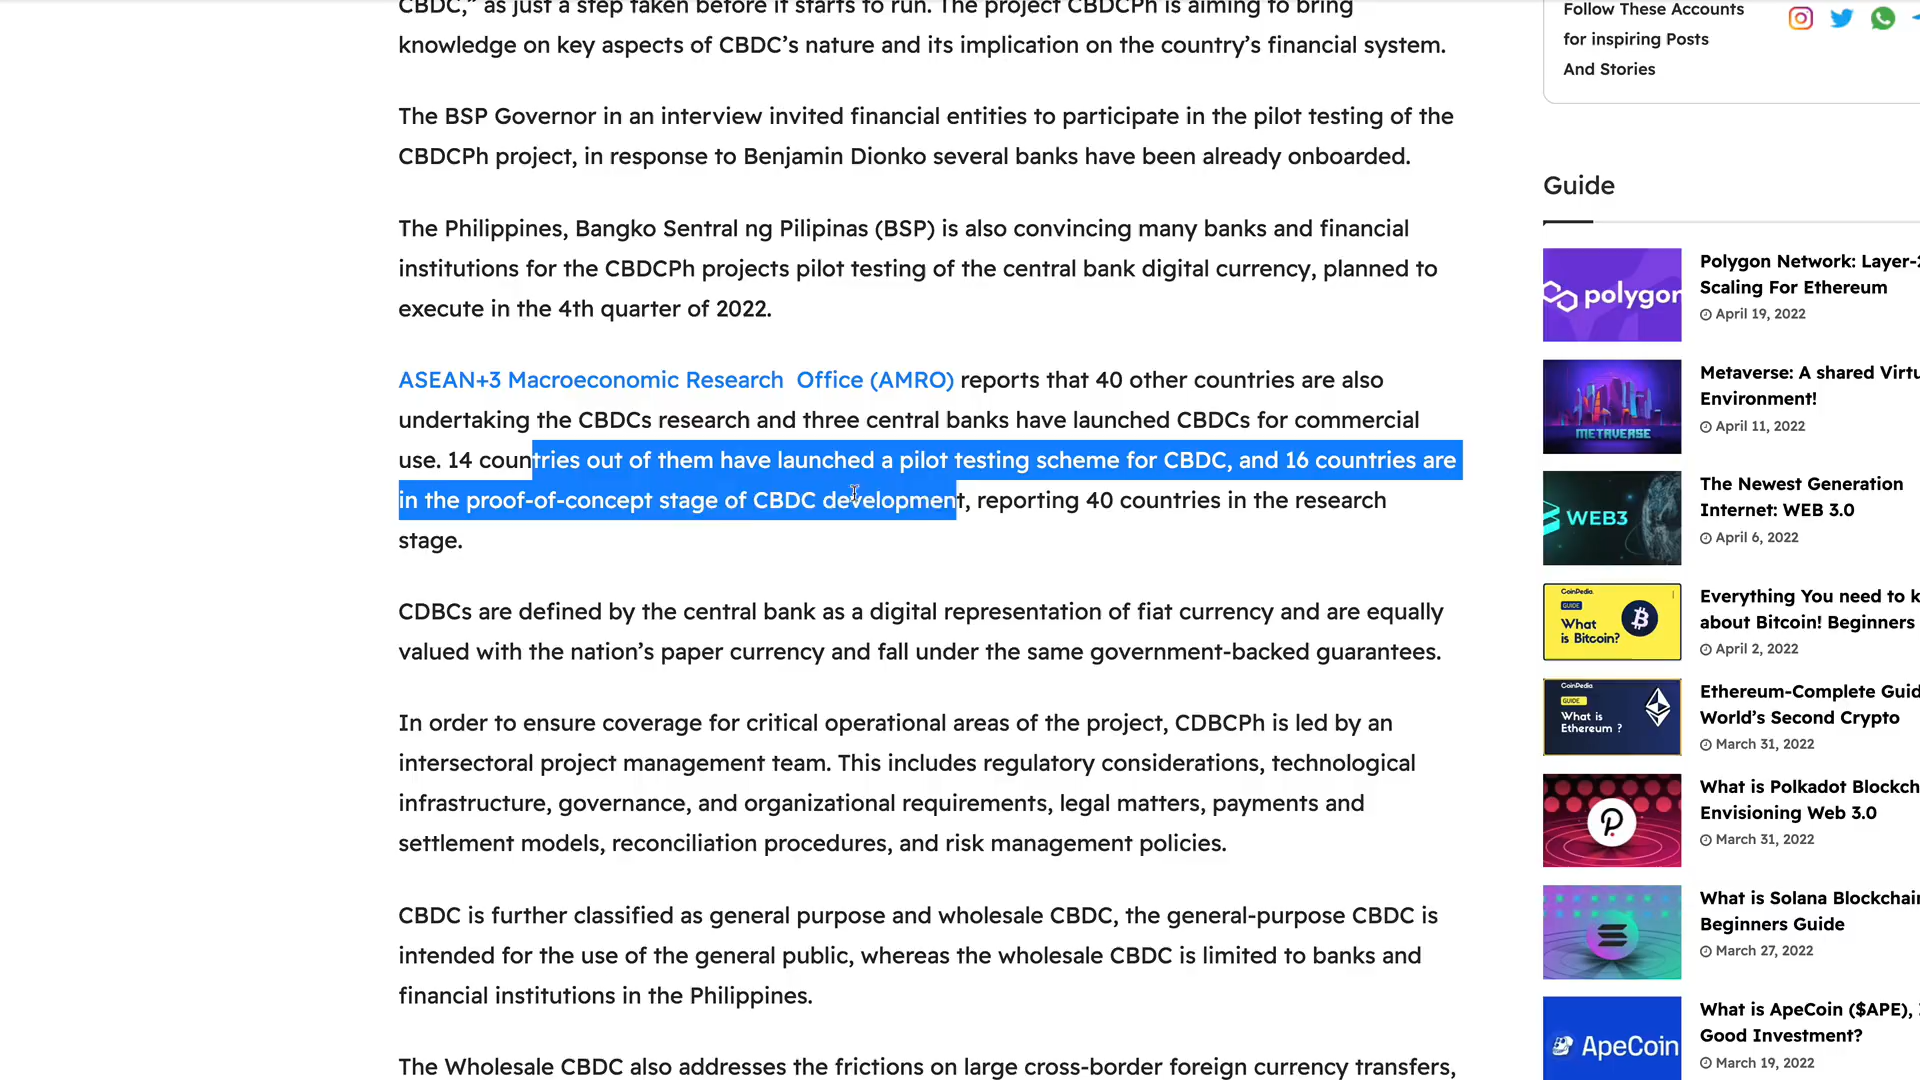 CBDC,” as just a step taken before it starts to run. The project CBDCPh is aiming to bring
knowledge on key aspects of CBDC’s nature and its implication on the country’s financial system.
The BSP Governor in an interview invited financial entities to participate in the pilot testing of the
CBDCPh project, in response to Benjamin Dionko several banks have been already onboarded.
The Philippines, Bangko Sentral ng Pilipinas (BSP) is also convincing many banks and financial
institutions for the CBDCPh projects pilot testing of the central bank digital currency, planned to
execute in the 4th quarter of 2022.
ASEAN+3 Macroeconomic Research Office (AMRO) reports that 40 other countries are also
undertaking the CBDCs research and three central banks have launched CBDCs for commercial
use. 14 countries out of them have launched a pilot testing scheme for CBDC, and 16 countries are
in the proof-of-concept stage of CBDC development, reporting 40 countries in the research
stage.
CDBCs are defined by the central bank as a digital representation of fiat currency and are equally
valued with the nation’s paper currency and fall under the same government-backed guarantees.
In order to ensure coverage for critical operational areas of the project, CDBCPh is led by an
intersectoral project management team. This includes regulatory considerations, technological
infrastructure, governance, and organizational requirements, legal matters, payments and
settlement models, reconciliation procedures, and risk management policies.
CBDC is further classified as general purpose and wholesale CBDC, the general-purpose CBDC is
intended for the use of the general public, whereas the wholesale CBDC is limited to banks and
financial institutions in the Philippines.
The Wholesale CBDC also addresses the frictions on large cross-border foreign currency transfers,
Follow These Accounts
for inspiring Posts
And Stories
Guide
polygon
Polygon Network: Layer-2
Scaling For Ethereum
April 19, 2022
METAVERSE
Metaverse: A shared Virtu
Environment!
April 11, 2022
WEB3
The Newest Generation
Internet: WEB 3.0
April 6, 2022
CoinPedia
GUIDE
What
is Bitcoin?
Everything You need to k
about Bitcoin! Beginners
April 2, 2022
CoinPedia
GUIDE
What is
Ethereum ?
Ethereum-Complete Guid
World’s Second Crypto
March 31, 2022
What is Polkadot Blockch
Envisioning Web 3.0
March 31, 2022
What is Solana Blockchain
Beginners Guide
March 27, 2022
ApeCoin
What is ApeCoin ($APE),
Good Investment?
March 19, 2022